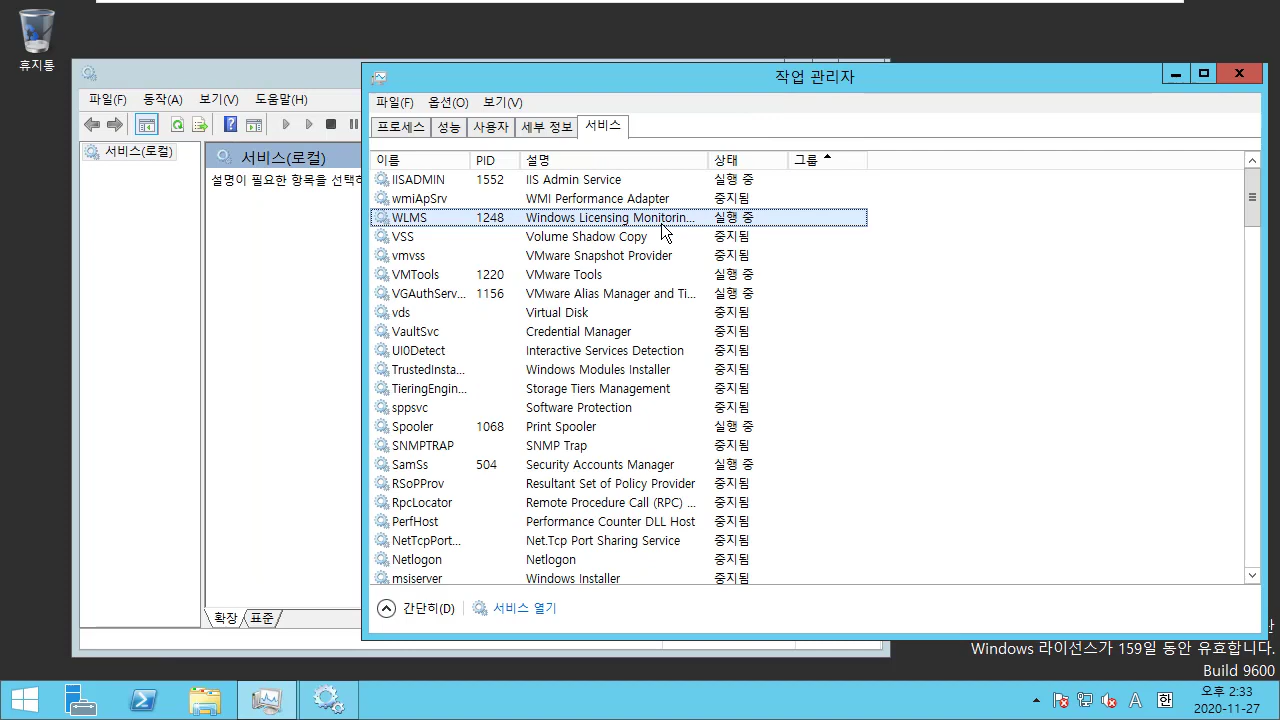 휴지통
파일(F) 동작(A) 보기(V) 도움말(H)
서비스(로컬)
서비스(로컬)
설명이 필요한 항목을 선택하
확장 표준
작업 관리자
파일(F) 옵션(O) 보기(V)
프로세스 성능 사용자 세부 정보 서비스
이름 PID 설명 상태 그룹
IISADMIN 1552 IIS Admin Service 실행 중
wmiApSrv WMI Performance Adapter 중지됨
WLMS 1248 Windows Licensing Monitorin... 실행 중
VSS Volume Shadow Copy 중지됨
vmvss VMware Snapshot Provider 중지됨
VMTools 1220 VMware Tools 실행 중
VGAuthServ... 1156 VMware Alias Manager and Ti... 실행 중
vds Virtual Disk 중지됨
VaultSvc Credential Manager 중지됨
UI0Detect Interactive Services Detection 중지됨
TrustedInsta... Windows Modules Installer 중지됨
TieringEngin... Storage Tiers Management 중지됨
sppsvc Software Protection 중지됨
Spooler 1068 Print Spooler 실행 중
SNMPTRAP SNMP Trap 중지됨
SamSs 504 Security Accounts Manager 실행 중
RSoPProv Resultant Set of Policy Provider 중지됨
RpcLocator Remote Procedure Call (RPC) ... 중지됨
PerfHost Performance Counter DLL Host 중지됨
NetTcpPort... Net.Tcp Port Sharing Service 중지됨
Netlogon Netlogon 중지됨
msiserver Windows Installer 중지됨
간단히(D) 서비스 열기
Windows 라이선스가 159일 동안 유효합니다.
Build 9600
A 한 오후 2:33
2020-11-27